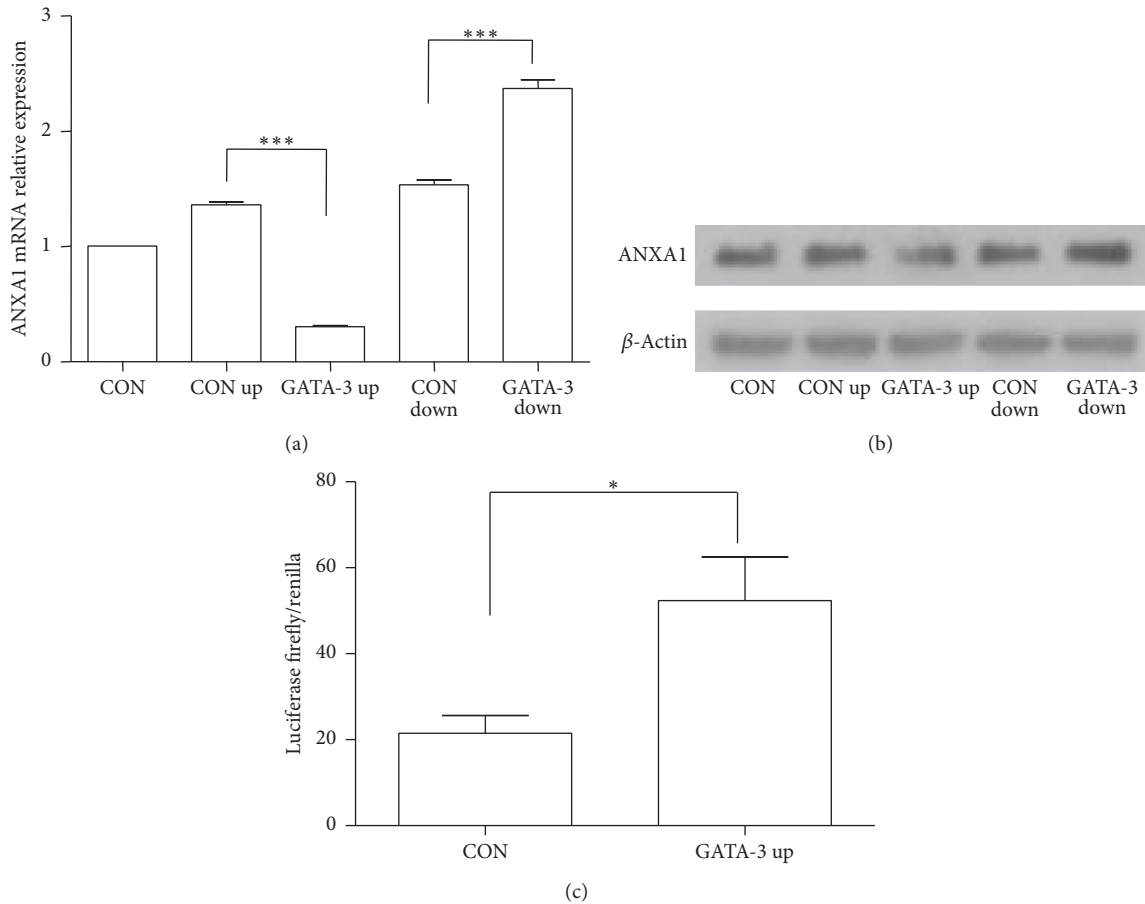 3
2
1
0
ANXA1 mRNA relative expression
***
***
CON
CON up
GATA-3 up
CON
down
GATA-3
down
(a)
ANXA1
β-Actin
CON
CON up
GATA-3 up
CON
down
GATA-3
down
(b)
80
60
40
20
0
Luciferase firefly/renilla
*
CON
GATA-3 up
(c)